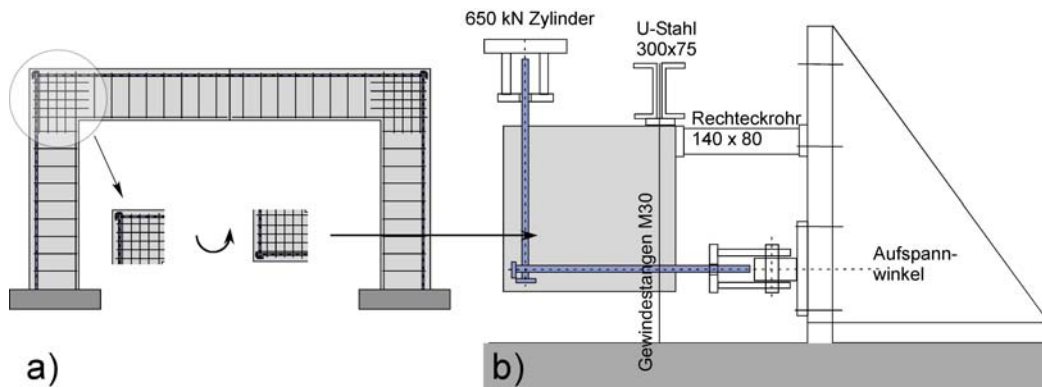 650 kN Zylinder
U-Stahl
300x75
Rechteckrohr
140 x 80
Gewindestangen M30
Aufspann-
winkel
a)
b)